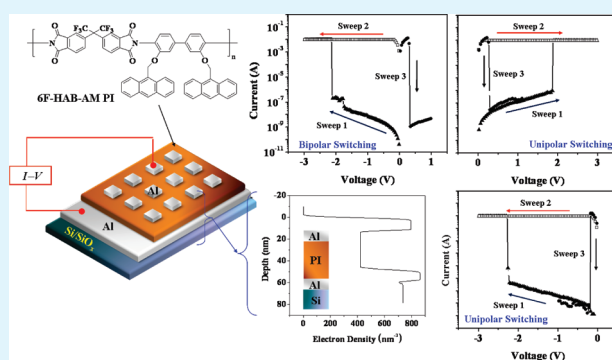 F₃C CF₃
O O
N N
O O
O O
n
6F-HAB-AM PI
I–V
Al
Al
Si/SiOx
Current (A)
10⁻¹
10⁻³
10⁻⁵
10⁻⁷
10⁻⁹
10⁻¹¹
Sweep 2
Sweep 3
Sweep 1
Bipolar Switching
-3 -2 -1 0 1
Voltage (V)
Sweep 2
Sweep 3
Sweep 1
Unipolar Switching
0 1 2 3
Voltage (V)
Depth (nm)
-20
0
20
40
60
80
Al
PI
Al
Si
0 200 400 600 800
Electron Density (nm⁻³)
Current (A)
Sweep 2
Sweep 3
Sweep 1
Unipolar Switching
-3 -2 -1 0
Voltage (V)